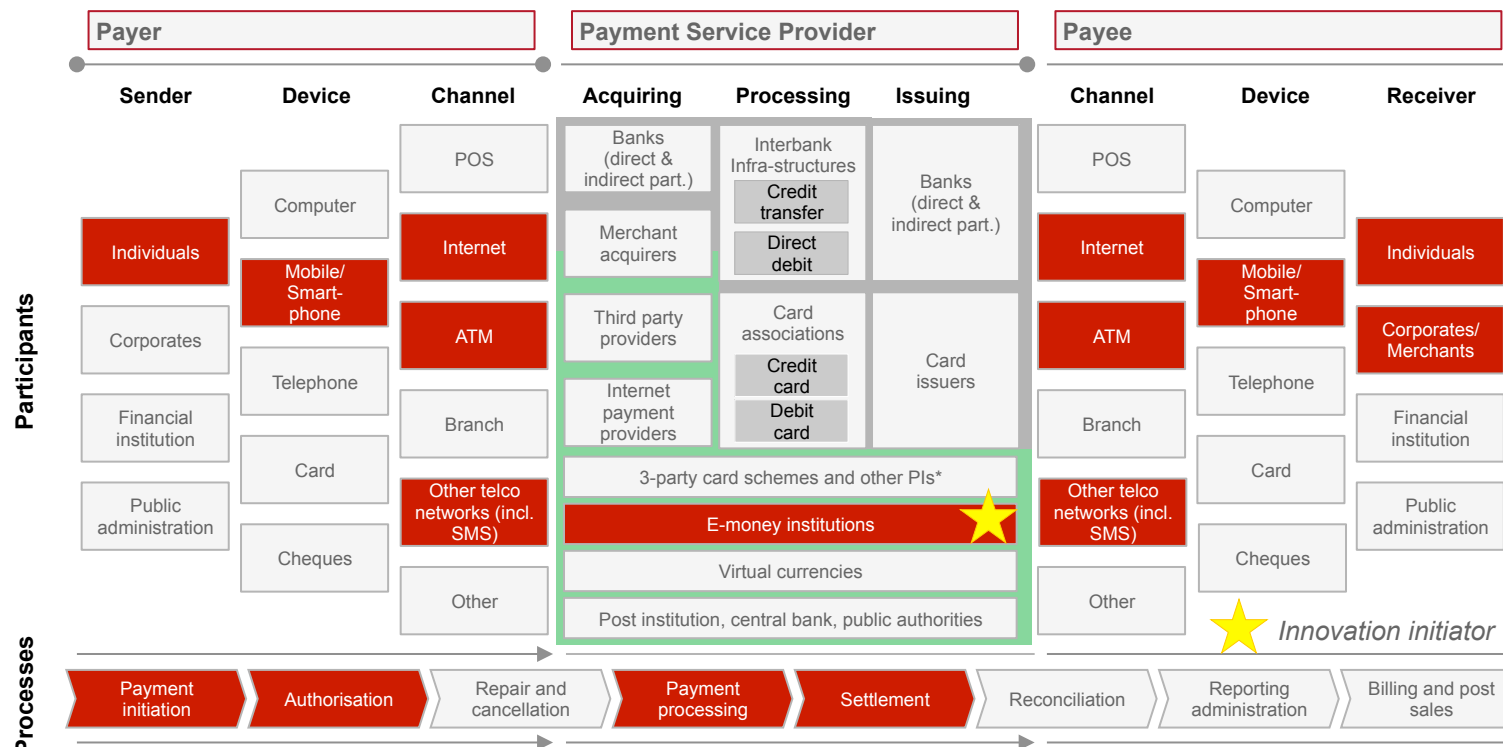 Payer
Payment Service Provider
Payee
Sender
Device
Channel
Acquiring
Processing
Issuing
Channel
Device
Receiver
Participants
Individuals
Corporates
Financial
institution
Public
administration
Computer
Mobile/
Smart-
phone
Telephone
Card
Cheques
POS
Internet
ATM
Branch
Other telco
networks (incl.
SMS)
Other
Banks
(direct &
indirect part.)
Merchant
acquirers
Third party
providers
Internet
payment
providers
Interbank
Infra-structures
Credit
transfer
Direct
debit
Card
associations
Credit
card
Debit
card
Banks
(direct &
indirect part.)
Card
issuers
3-party card schemes and other PIs*
E-money institutions
Virtual currencies
Post institution, central bank, public authorities
POS
Internet
ATM
Branch
Other telco
networks (incl.
SMS)
Other
Computer
Mobile/
Smart-
phone
Telephone
Card
Cheques
Individuals
Corporates/
Merchants
Financial
institution
Public
administration
Innovation initiator
Processes
Payment
initiation
Authorisation
Repair and
cancellation
Payment
processing
Settlement
Reconciliation
Reporting
administration
Billing and post
sales